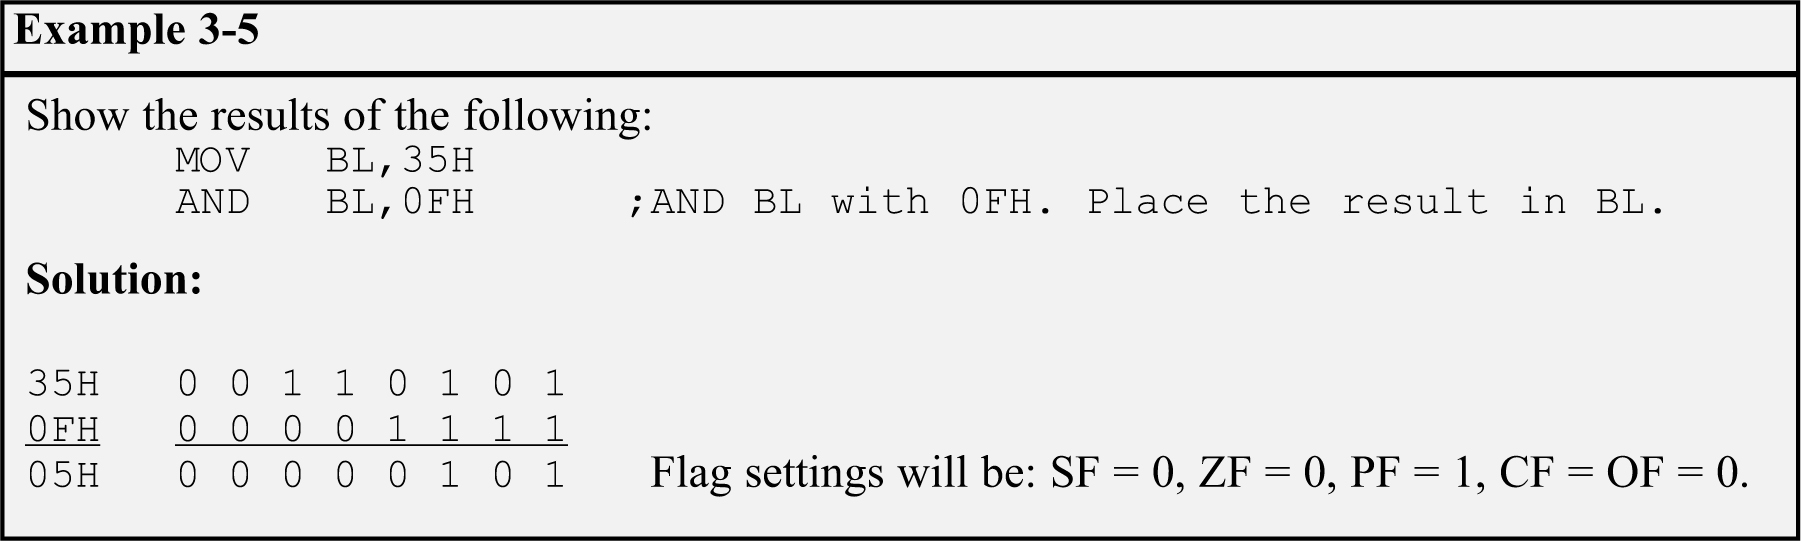 Example 3-5
Show the results of the following:
MOV BL,35H
AND BL,0FH ;AND BL with 0FH. Place the result in BL.
Solution:
35H 0 0 1 1 0 1 0 1
0FH 0 0 0 0 1 1 1 1
05H 0 0 0 0 0 1 0 1 Flag settings will be: SF = 0, ZF = 0, PF = 1, CF = OF = 0.